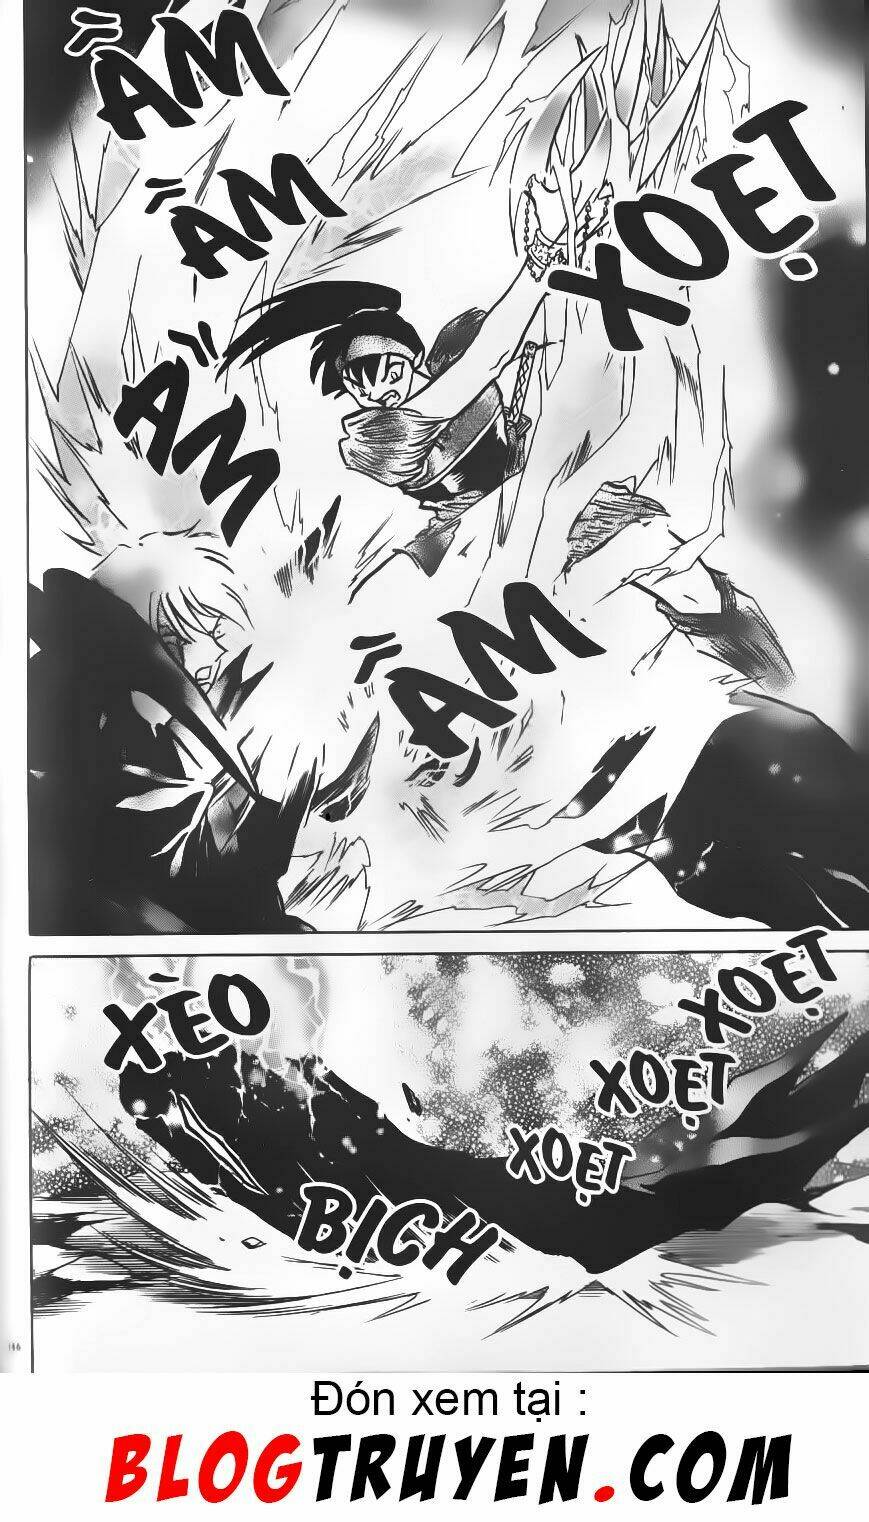 ẦM
ẦM
XOẸT
ẦM
ẦM
XÈO
XOẸT
XOẸT
XOẸT
BỊCH
Đón xem tại :
BLOGTRUYEN.COM